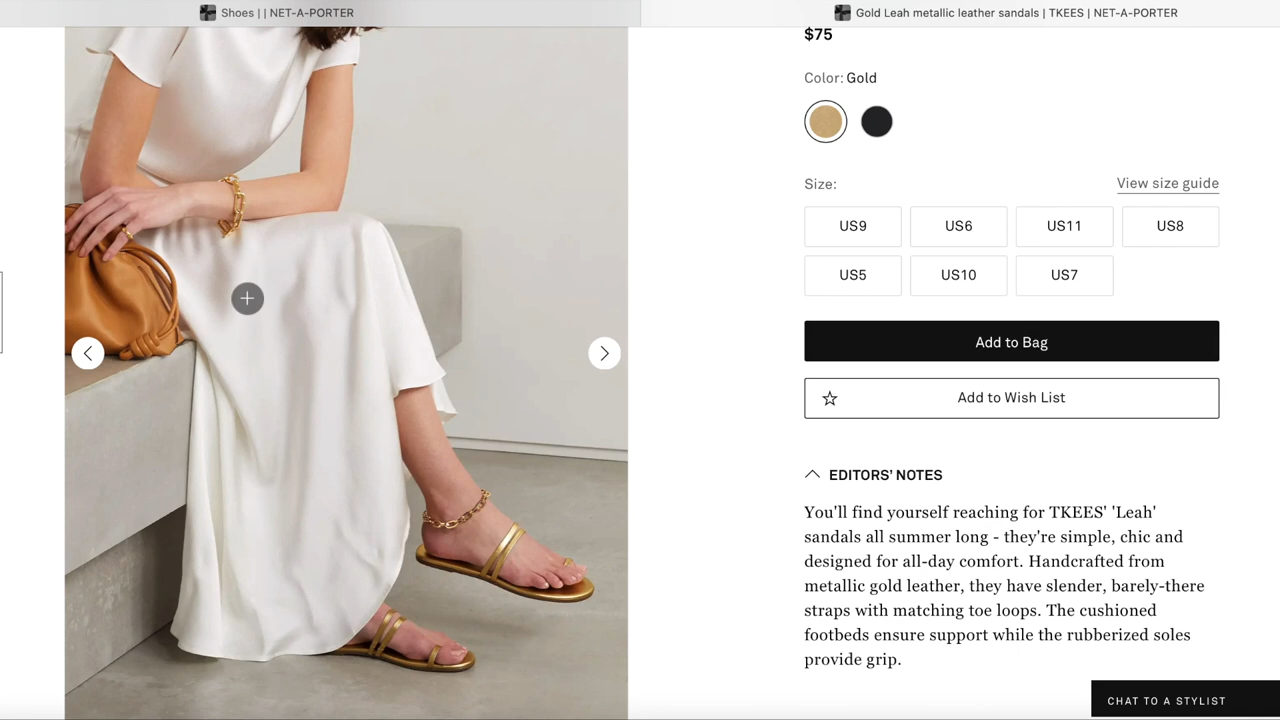 Shoes | | NET-A-PORTER
Gold Leah metallic leather sandals | TKEES | NET-A-PORTER
$75
Color: Gold
Size:
View size guide
US9
US6
US11
US8
US5
US10
US7
Add to Bag
Add to Wish List
EDITORS’ NOTES
You'll find yourself reaching for TKEES' 'Leah'
sandals all summer long - they're simple, chic and
designed for all-day comfort. Handcrafted from
metallic gold leather, they have slender, barely-there
straps with matching toe loops. The cushioned
footbeds ensure support while the rubberized soles
provide grip.
CHAT TO A STYLIST